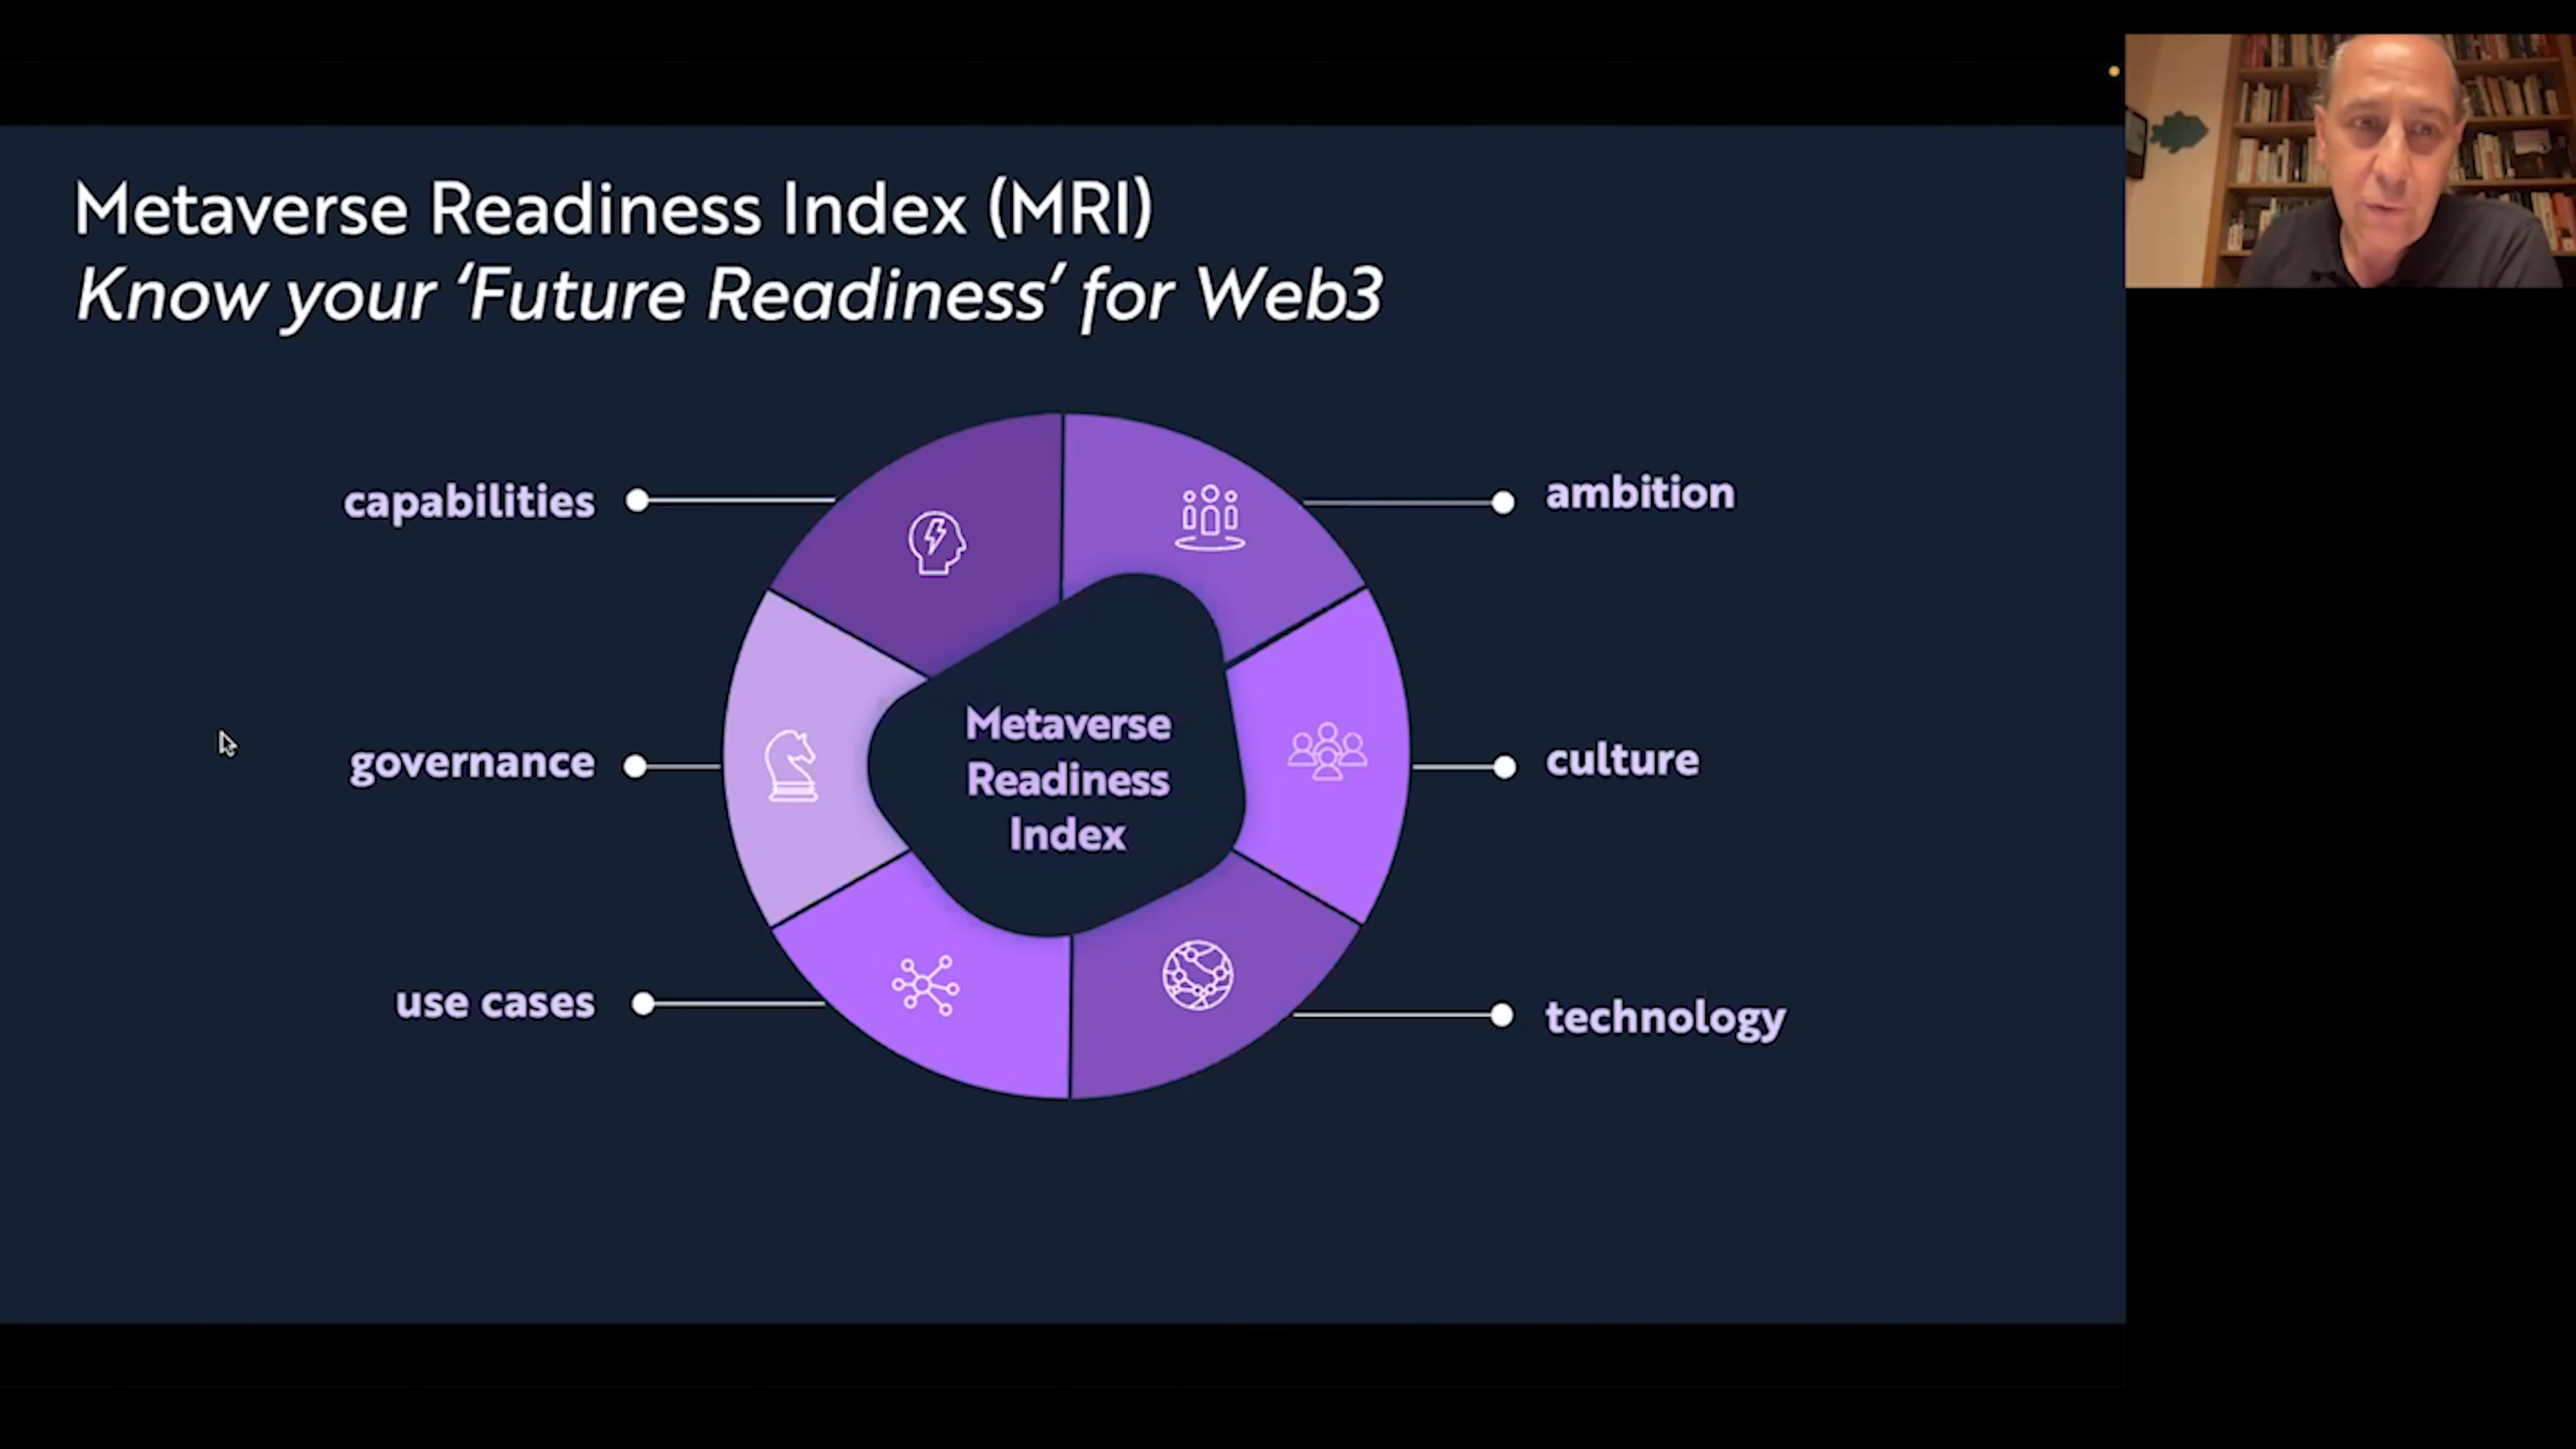 Metaverse Readiness Index (MRI)
Know your ‘Future Readiness’ for Web3
capabilities
ambition
governance
Metaverse
Readiness
Index
culture
use cases
technology